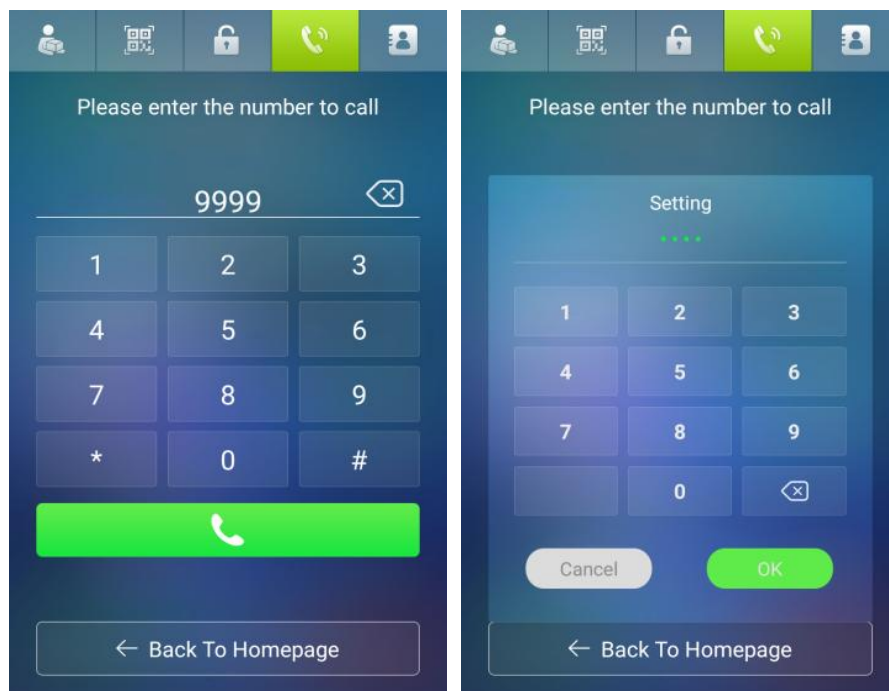 Please enter the number to call
9999
1 2 3
4 5 6
7 8 9
* 0 #
Back To Homepage
Please enter the number to call
Setting
1 2 3
4 5 6
7 8 9
0
Cancel OK
Back To Homepage